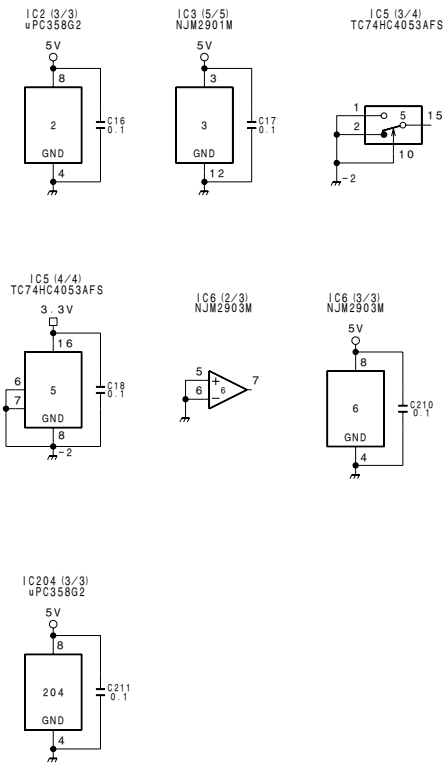 IC2 (3/3)
uPC358G2
5V
8
2
GND
4
C16
0.1
IC3 (5/5)
NJM2901M
5V
3
3
GND
12
C17
0.1
IC5 (3/4)
TC74HC4053AFS
1
2
5
15
10
-2
IC5 (4/4)
TC74HC4053AFS
3.3V
16
6
7
5
GND
8
-2
C18
0.1
IC6 (2/3)
NJM2903M
5
6
+
-
6
7
IC6 (3/3)
NJM2903M
5V
8
6
GND
4
C210
0.1
IC204 (3/3)
uPC358G2
5V
8
204
GND
4
C211
0.1